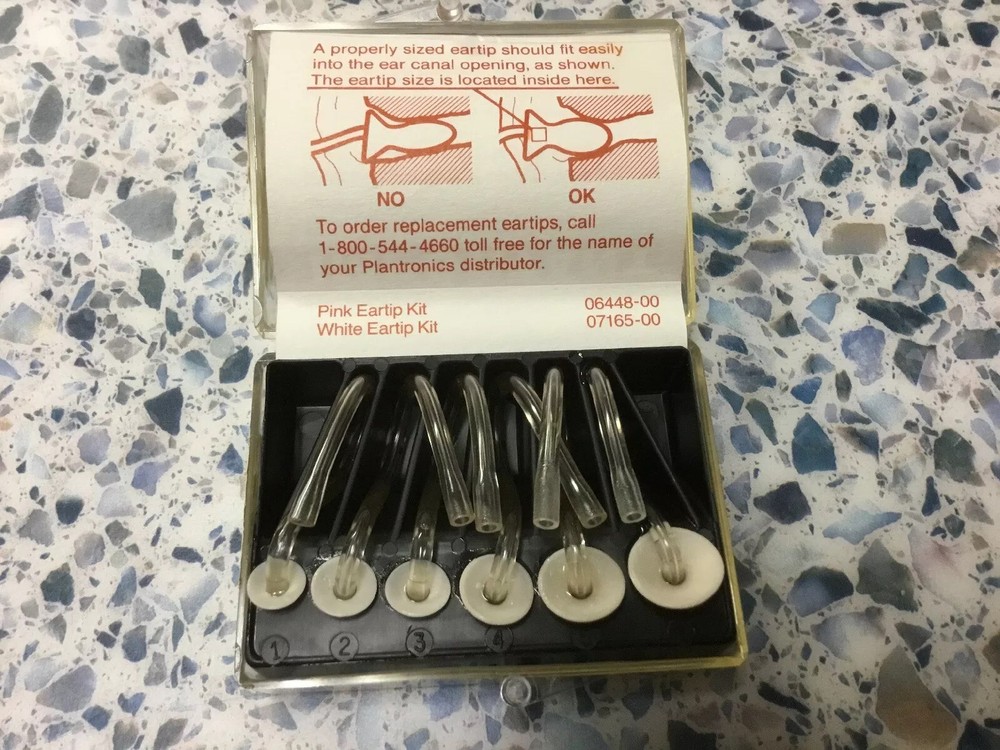 A properly sized eartip should fit easily
into the ear canal opening, as shown.
The eartip size is located inside here.
NO OK
To order replacement eartips, call
1-800-544-4660 toll free for the name of
your Plantronics distributor.
Pink Eartip Kit 06448-00
White Eartip Kit 07165-00
1 2 3 4